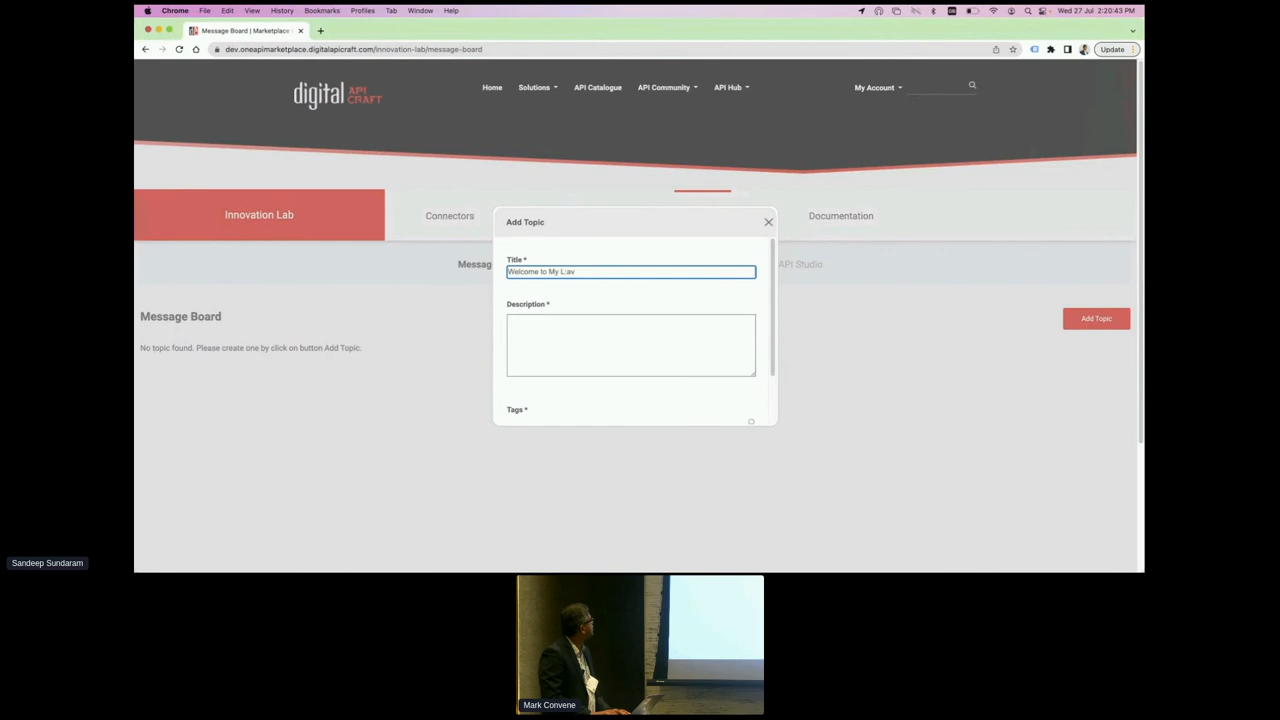 Chrome File Edit View History Bookmarks Profiles Tab Window Help Wed 27 Jul 2:20:43 PM
Message Board | Marketplace
dev.oneapimarketplace.digitalapicraft.com/innovation-lab/message-board
Update
digital API CRAFT
Home Solutions API Catalogue API Community API Hub My Account
Innovation Lab Connectors Documentation
Messag API Studio
Message Board
Add Topic
No topic found. Please create one by click on button Add Topic.
Add Topic
Title *
Welcome to My L:av
Description *
Tags *
Sandeep Sundaram
Mark Convene